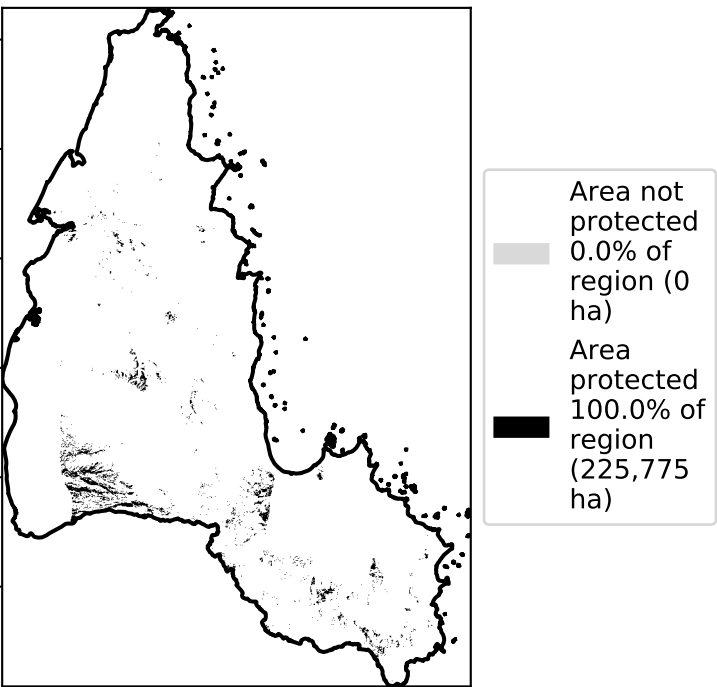 Area not
protected
0.0% of
region (0
ha)
Area
protected
100.0% of
region
(225,775
ha)